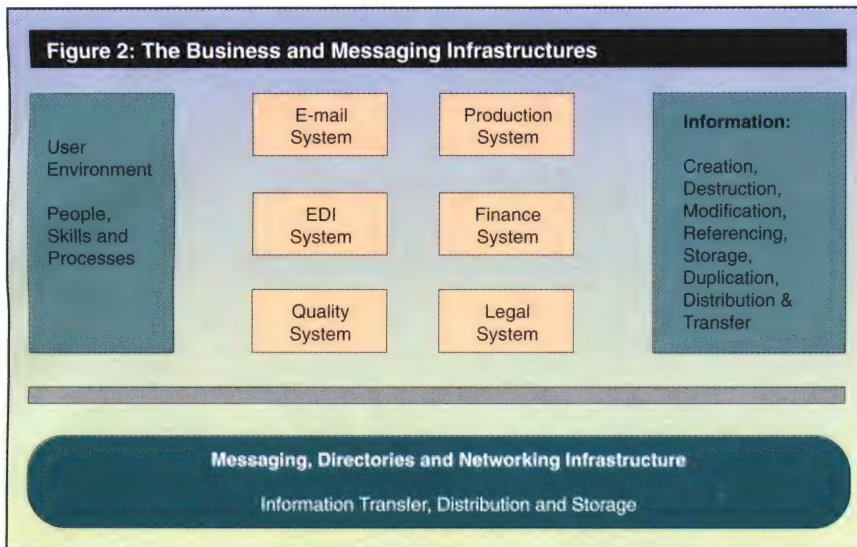 Figure 2: The Business and Messaging Infrastructures
User
Environment
People,
Skills and
Processes
E-mail
System
Production
System
EDI
System
Finance
System
Quality
System
Legal
System
Information:
Creation,
Destruction,
Modification,
Referencing,
Storage,
Duplication,
Distribution &
Transfer
Messaging, Directories and Networking Infrastructure
Information Transfer, Distribution and Storage